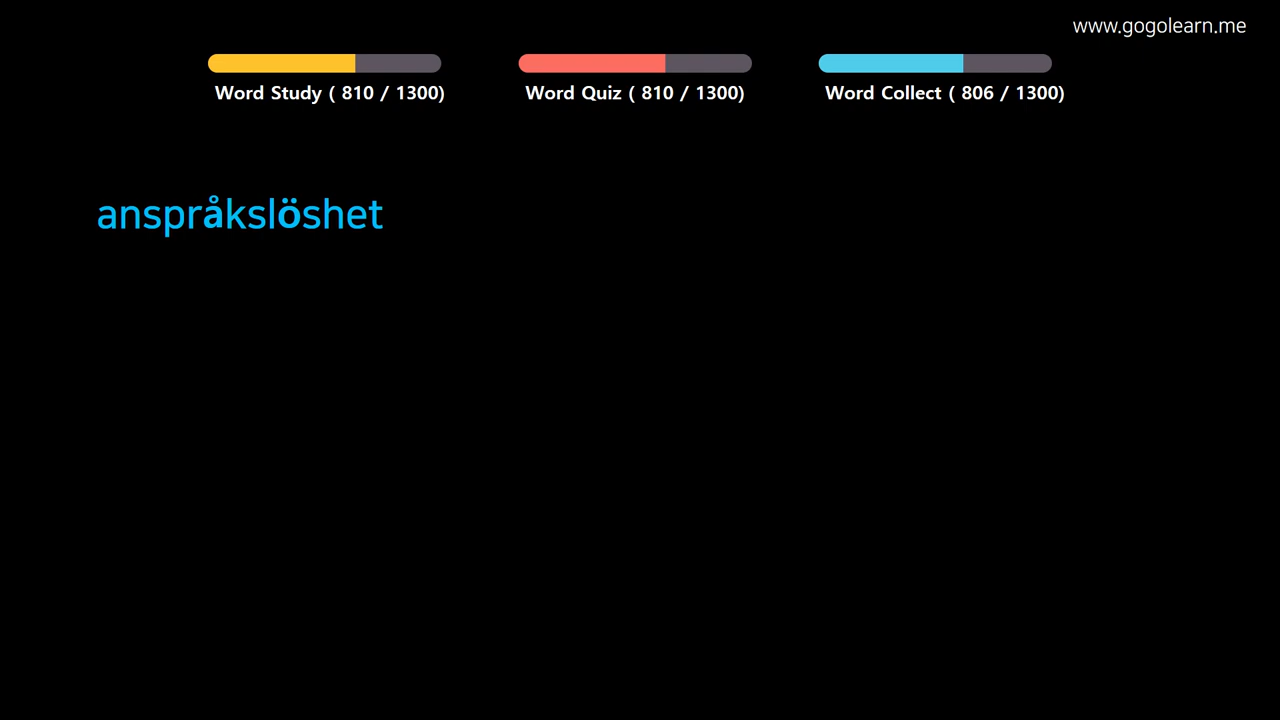 www.gogolearn.me
Word Study ( 810 / 1300)
Word Quiz ( 810 / 1300)
Word Collect ( 806 / 1300)
anspråkslöshet